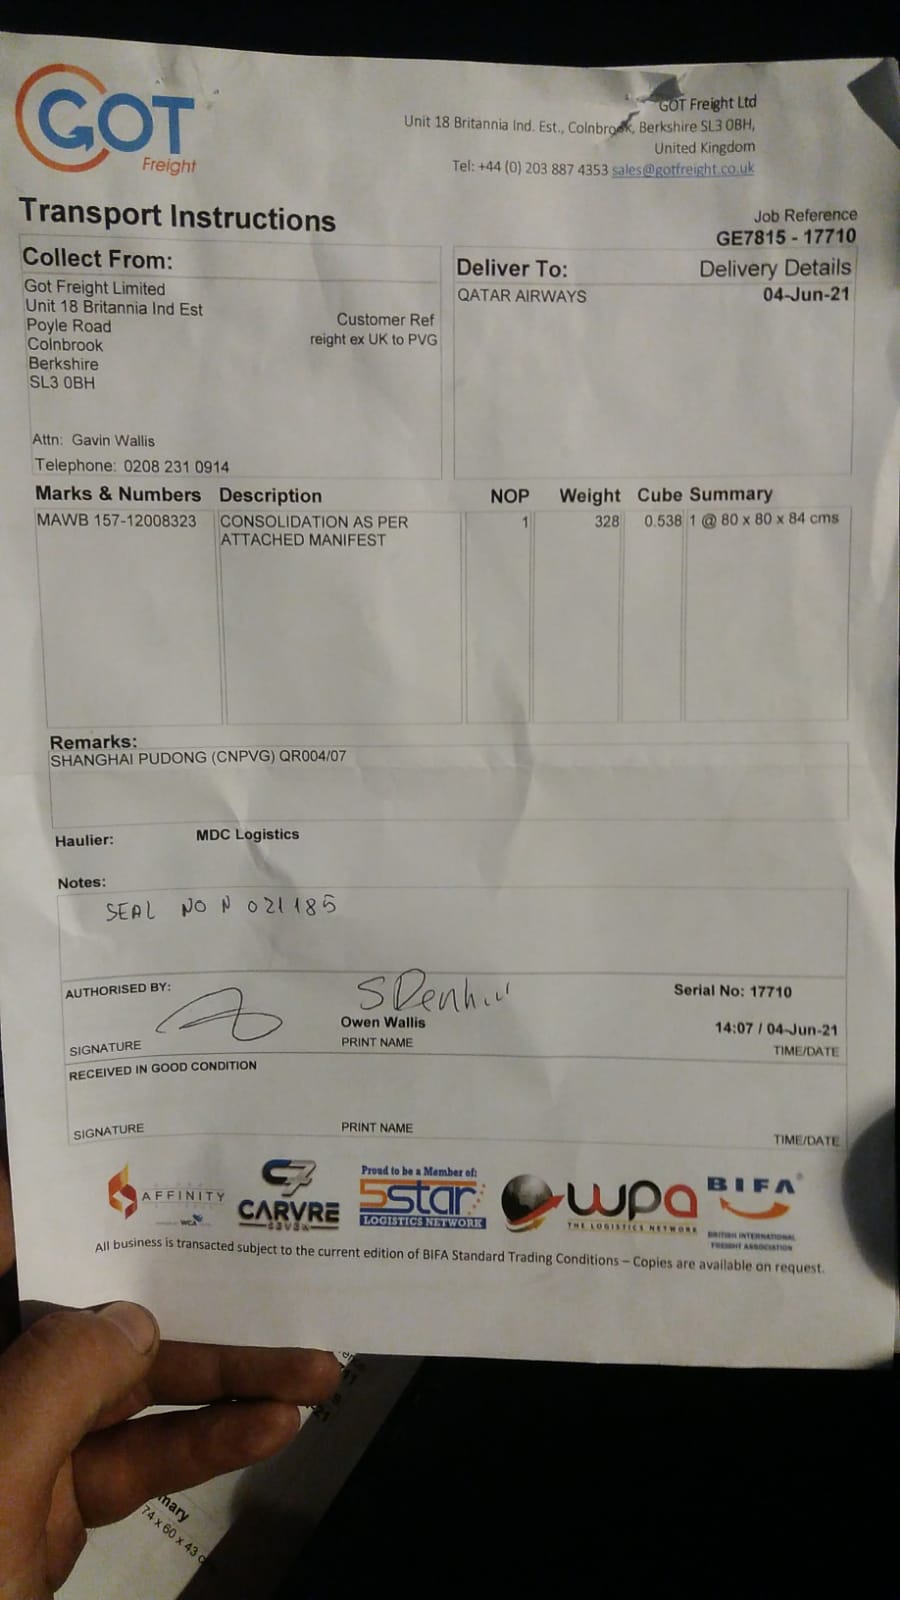 GOT
Freight
GOT Freight Ltd
Unit 18 Britannia Ind. Est., Colnbrook, Berkshire SL3 0BH,
United Kingdom
Tel: +44 (0) 203 887 4353 sales@gotfreight.co.uk
Transport Instructions
Job Reference
GE7815 - 17710
Collect From:
Got Freight Limited
Unit 18 Britannia Ind Est
Poyle Road
Colnbrook
Berkshire
SL3 0BH
Customer Ref
reight ex UK to PVG
Attn: Gavin Wallis
Telephone: 0208 231 0914
Deliver To:
Delivery Details
QATAR AIRWAYS
04-Jun-21
Marks & Numbers Description NOP Weight Cube Summary
MAWB 157-12008323 CONSOLIDATION AS PER 1 328 0.538 1 @ 80 x 80 x 84 cms
ATTACHED MANIFEST
Remarks:
SHANGHAI PUDONG (CNPVG) QR004/07
Haulier: MDC Logistics
Notes:
SEAL NO N 021185
AUTHORISED BY:
Serial No: 17710
Owen Wallis
14:07 / 04-Jun-21
SIGNATURE PRINT NAME TIME/DATE
RECEIVED IN GOOD CONDITION
SIGNATURE PRINT NAME TIME/DATE
AFFINITY
WCA
CARVRE
SEVEN
Proud to be a Member of:
5star
LOGISTICS NETWORK
wpa
THE LOGISTICS NETWORK
BIFA
BRITISH INTERNATIONAL
FREIGHT ASSOCIATION
All business is transacted subject to the current edition of BIFA Standard Trading Conditions – Copies are available on request.
mary
74 x 60 x 43 c